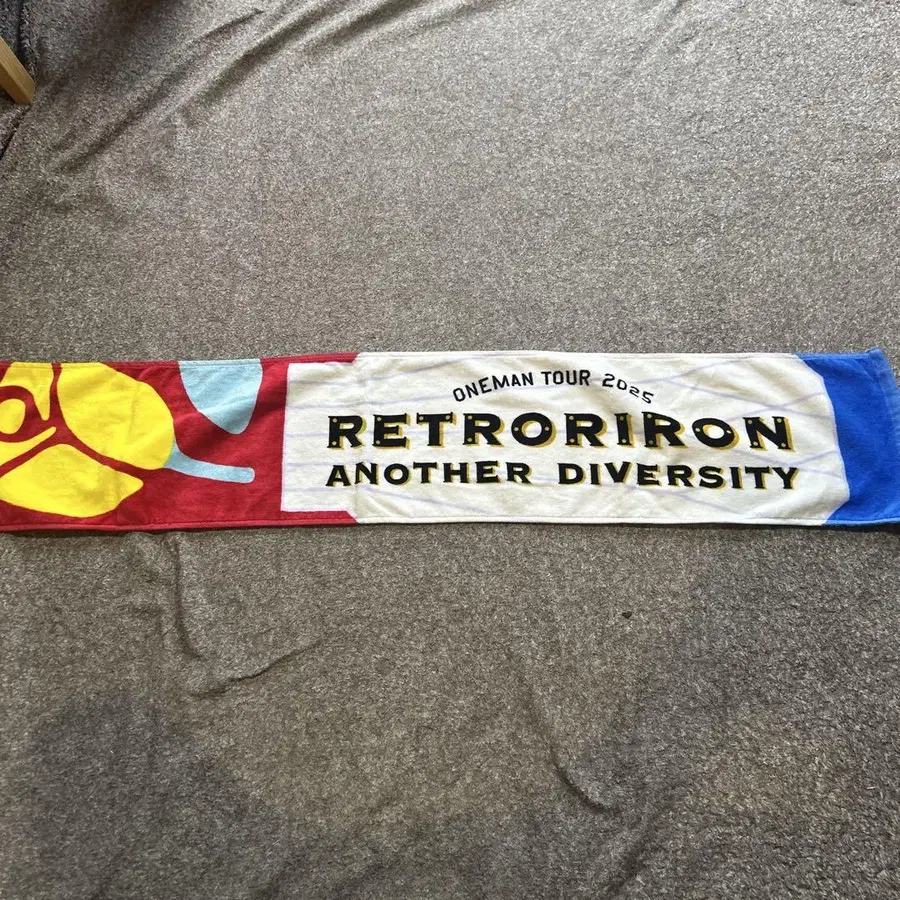 ONEMAN TOUR 2025
RETRORIRON
ANOTHER DIVERSITY